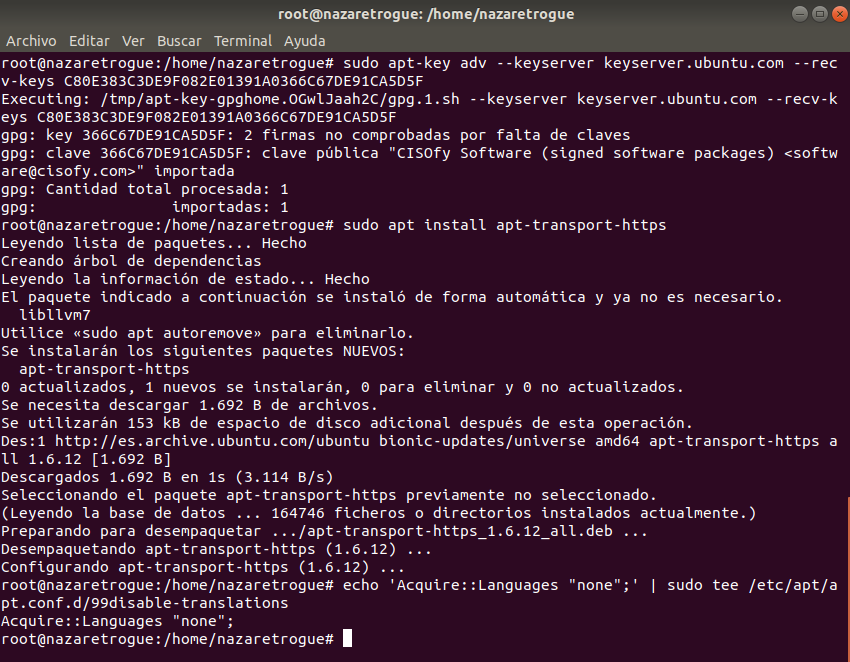 root@nazaretrogue: /home/nazaretrogue
Archivo Editar Ver Buscar Terminal Ayuda
root@nazaretrogue:/home/nazaretrogue# sudo apt-key adv --keyserver keyserver.ubuntu.com --rec
v-keys C80E383C3DE9F082E01391A0366C67DE91CA5D5F
Executing: /tmp/apt-key-gpghome.OGwlJaah2C/gpg.1.sh --keyserver keyserver.ubuntu.com --recv-k
eys C80E383C3DE9F082E01391A0366C67DE91CA5D5F
gpg: key 366C67DE91CA5D5F: 2 firmas no comprobadas por falta de claves
gpg: clave 366C67DE91CA5D5F: clave pública "CISOfy Software (signed software packages) <softw
are@cisofy.com>" importada
gpg: Cantidad total procesada: 1
gpg:               importadas: 1
root@nazaretrogue:/home/nazaretrogue# sudo apt install apt-transport-https
Leyendo lista de paquetes... Hecho
Creando árbol de dependencias
Leyendo la información de estado... Hecho
El paquete indicado a continuación se instaló de forma automática y ya no es necesario.
  libllvm7
Utilice «sudo apt autoremove» para eliminarlo.
Se instalarán los siguientes paquetes NUEVOS:
  apt-transport-https
0 actualizados, 1 nuevos se instalarán, 0 para eliminar y 0 no actualizados.
Se necesita descargar 1.692 B de archivos.
Se utilizarán 153 kB de espacio de disco adicional después de esta operación.
Des:1 http://es.archive.ubuntu.com/ubuntu bionic-updates/universe amd64 apt-transport-https a
ll 1.6.12 [1.692 B]
Descargados 1.692 B en 1s (3.114 B/s)
Seleccionando el paquete apt-transport-https previamente no seleccionado.
(Leyendo la base de datos ... 164746 ficheros o directorios instalados actualmente.)
Preparando para desempaquetar .../apt-transport-https_1.6.12_all.deb ...
Desempaquetando apt-transport-https (1.6.12) ...
Configurando apt-transport-https (1.6.12) ...
root@nazaretrogue:/home/nazaretrogue# echo 'Acquire::Languages "none";' | sudo tee /etc/apt/a
pt.conf.d/99disable-translations
Acquire::Languages "none";
root@nazaretrogue:/home/nazaretrogue#